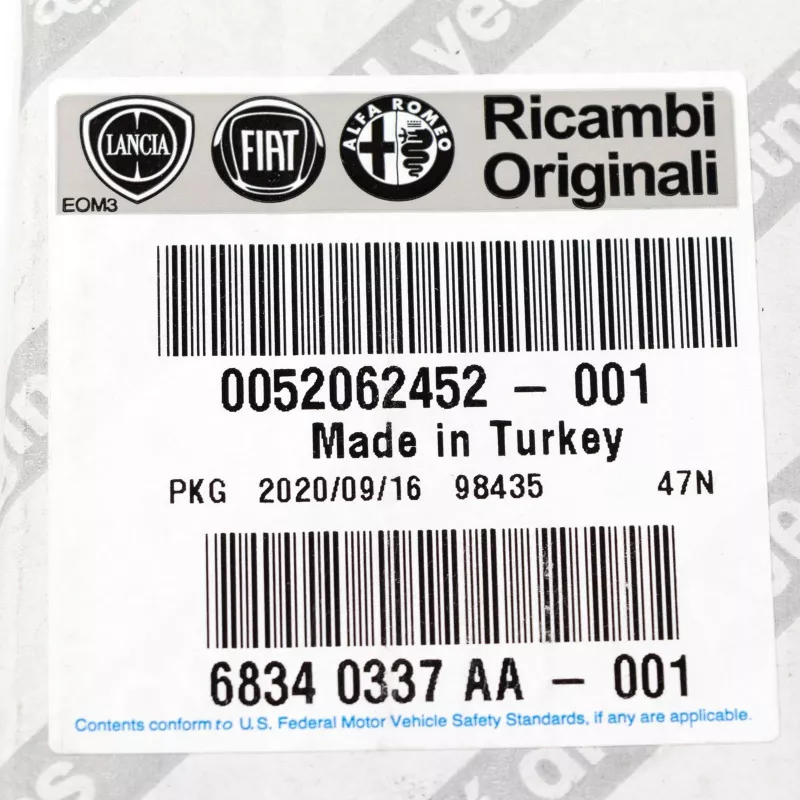 LANCIA
FIAT
ALFA ROMEO
Ricambi
Originali
EOM3
0052062452 - 001
Made in Turkey
PKG 2020/09/16 98435 47N
6834 0337 AA - 001
Contents conform to U.S. Federal Motor Vehicle Safety Standards, if any are applicable.